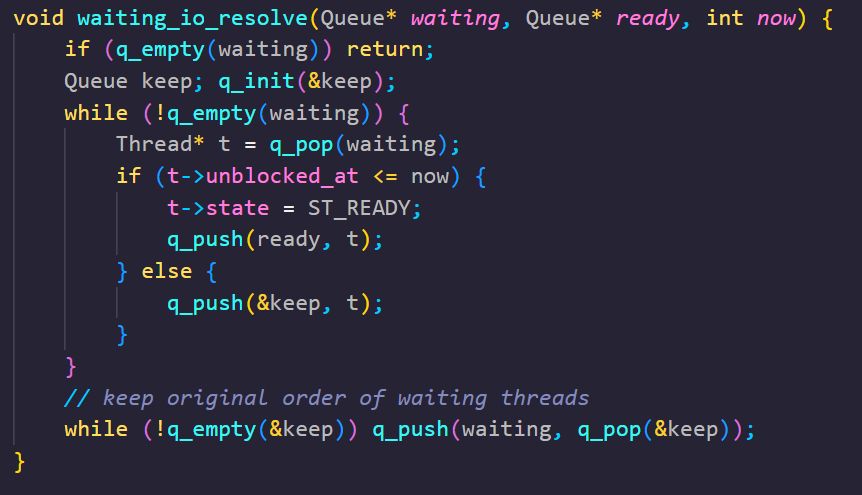 void waiting_io_resolve(Queue* waiting, Queue* ready, int now) {
    if (q_empty(waiting)) return;
    Queue keep; q_init(&keep);
    while (!q_empty(waiting)) {
        Thread* t = q_pop(waiting);
        if (t->unblocked_at <= now) {
            t->state = ST_READY;
            q_push(ready, t);
        } else {
            q_push(&keep, t);
        }
    }
    // keep original order of waiting threads
    while (!q_empty(&keep)) q_push(waiting, q_pop(&keep));
}